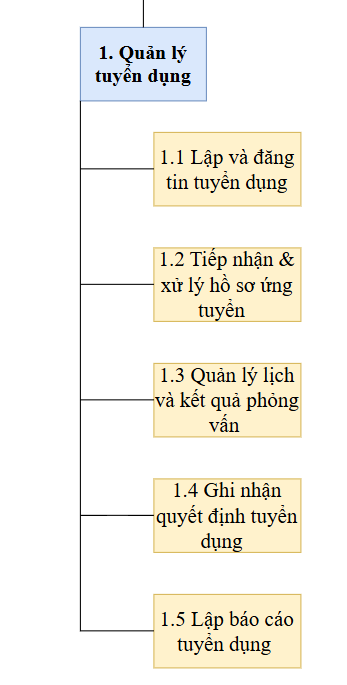 1. Quản lý
tuyển dụng
1.1 Lập và đăng
tin tuyển dụng
1.2 Tiếp nhận &
xử lý hồ sơ ứng
tuyển
1.3 Quản lý lịch
và kết quả phỏng
vấn
1.4 Ghi nhận
quyết định tuyển
dụng
1.5 Lập báo cáo
tuyển dụng